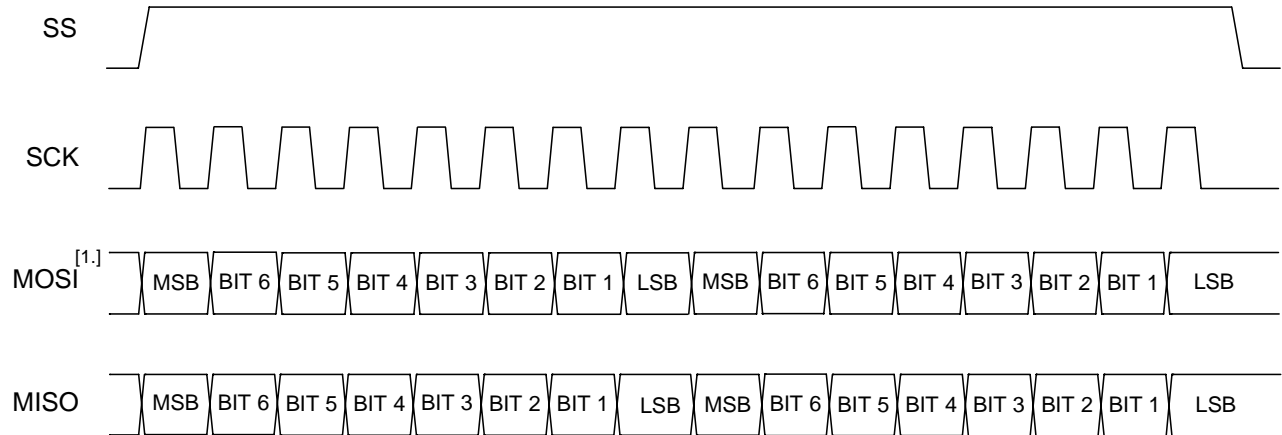 SS
SCK
MOSI [1.] MSB BIT 6 BIT 5 BIT 4 BIT 3 BIT 2 BIT 1 LSB MSB BIT 6 BIT 5 BIT 4 BIT 3 BIT 2 BIT 1 LSB
MISO MSB BIT 6 BIT 5 BIT 4 BIT 3 BIT 2 BIT 1 LSB MSB BIT 6 BIT 5 BIT 4 BIT 3 BIT 2 BIT 1 LSB